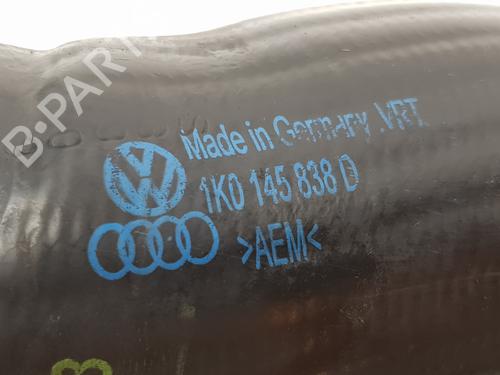 B-PARTS
Made in Germany .VRT.
1K0 145 838 D
>AEM<